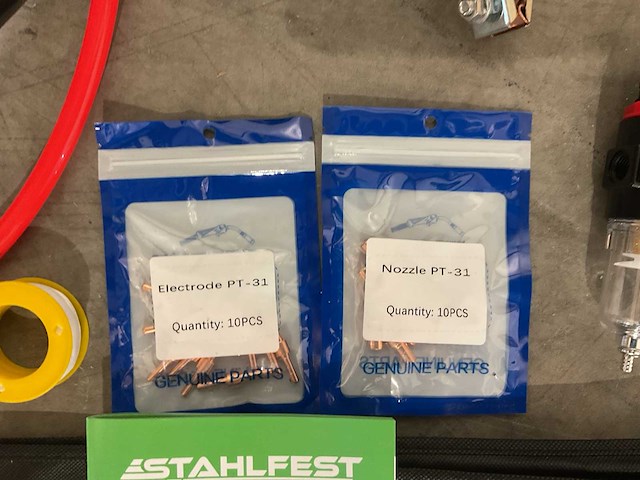 Electrode PT-31
Quantity: 10PCS
GENUINE PARTS
Nozzle PT-31
Quantity: 10PCS
GENUINE PARTS
STAHLFEST